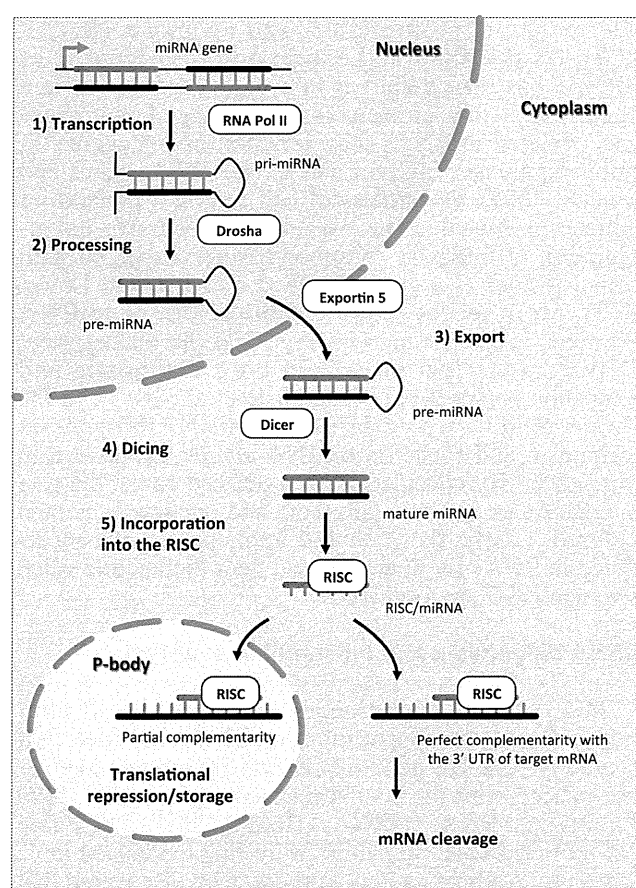 miRNA gene
Nucleus
Cytoplasm
1) Transcription
RNA Pol II
pri-miRNA
Drosha
2) Processing
Exportin 5
pre-miRNA
3) Export
pre-miRNA
Dicer
4) Dicing
mature miRNA
5) Incorporation
into the RISC
RISC
RISC/miRNA
P-body
RISC
RISC
Partial complementarity
Perfect complementarity with
the 3' UTR of target mRNA
Translational
repression/storage
mRNA cleavage